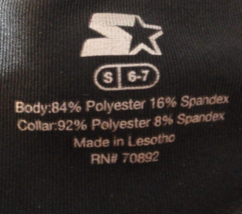 S 6-7
Body:84% Polyester 16% Spandex
Collar:92% Polyester 8% Spandex
Made in Lesotho
RN# 70892